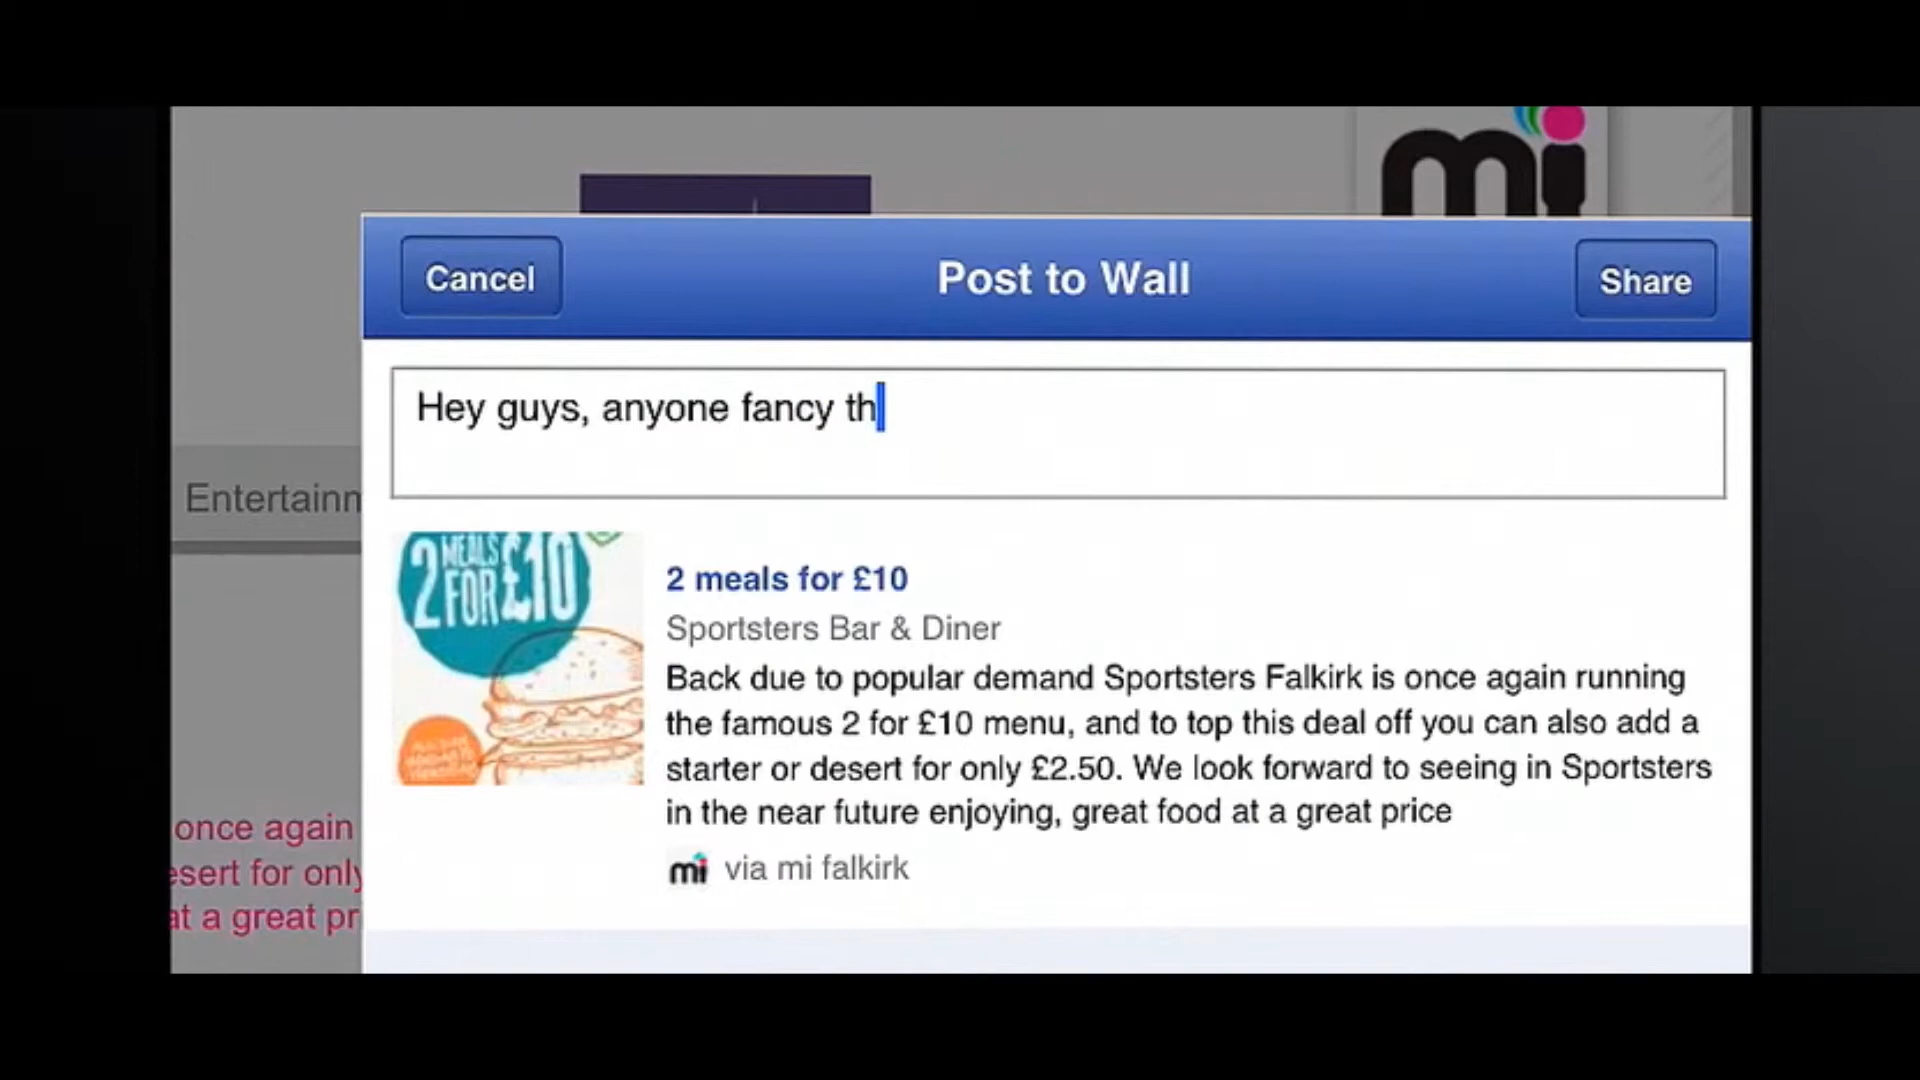 mi
Cancel
Post to Wall
Share
Hey guys, anyone fancy th
Entertainm
2
MEALS
FOR £10
2 meals for £10
Sportsters Bar & Diner
Back due to popular demand Sportsters Falkirk is once again running
the famous 2 for £10 menu, and to top this deal off you can also add a
starter or desert for only £2.50. We look forward to seeing in Sportsters
in the near future enjoying, great food at a great price
mi via mi falkirk
once again
esert for only
at a great pr